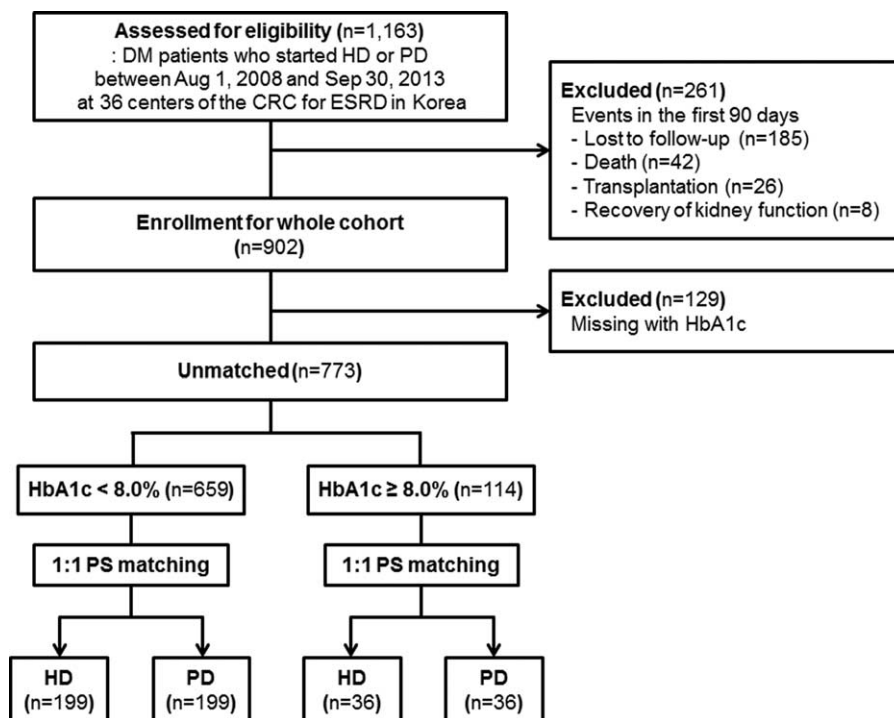 Assessed for eligibility (n=1,163)
: DM patients who started HD or PD
between Aug 1, 2008 and Sep 30, 2013
at 36 centers of the CRC for ESRD in Korea
Excluded (n=261)
Events in the first 90 days
- Lost to follow-up (n=185)
- Death (n=42)
- Transplantation (n=26)
- Recovery of kidney function (n=8)
Enrollment for whole cohort
(n=902)
Excluded (n=129)
Missing with HbA1c
Unmatched (n=773)
HbA1c < 8.0% (n=659)
HbA1c ≥ 8.0% (n=114)
1:1 PS matching
1:1 PS matching
HD
(n=199)
PD
(n=199)
HD
(n=36)
PD
(n=36)